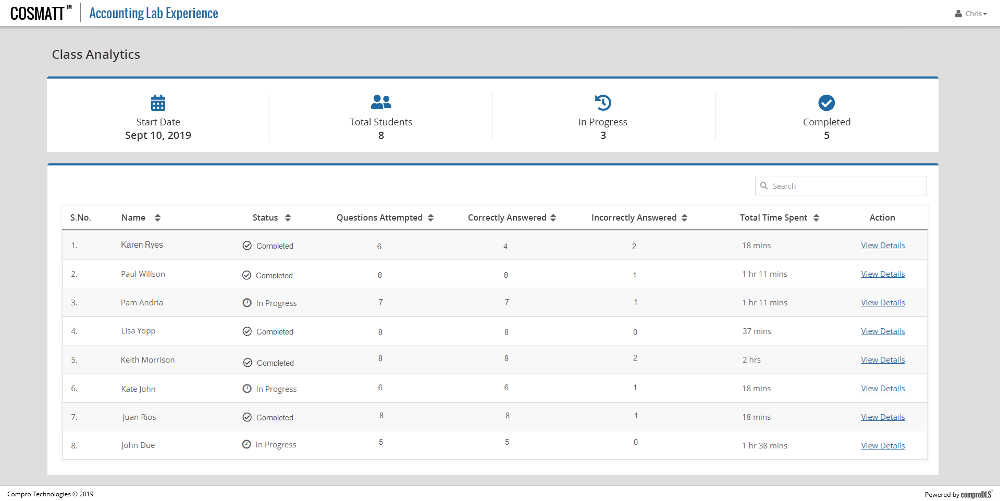 COSMATT™ Accounting Lab Experience Chris
Class Analytics
Start Date Total Students In Progress Completed
Sept 10, 2019 8 3 5
Search
S.No. Name Status Questions Attempted Correctly Answered Incorrectly Answered Total Time Spent Action
1. Karen Ryes Completed 6 4 2 18 mins View Details
2. Paul Willson Completed 8 8 1 1 hr 11 mins View Details
3. Pam Andria In Progress 7 7 1 1 hr 11 mins View Details
4. Lisa Yopp Completed 8 8 0 37 mins View Details
5. Keith Morrison Completed 8 8 2 2 hrs View Details
6. Kate John In Progress 6 6 1 18 mins View Details
7. Juan Rios Completed 8 8 1 18 mins View Details
8. John Due In Progress 5 5 0 1 hr 38 mins View Details
Compro Technologies © 2019 Powered by comproDLS™